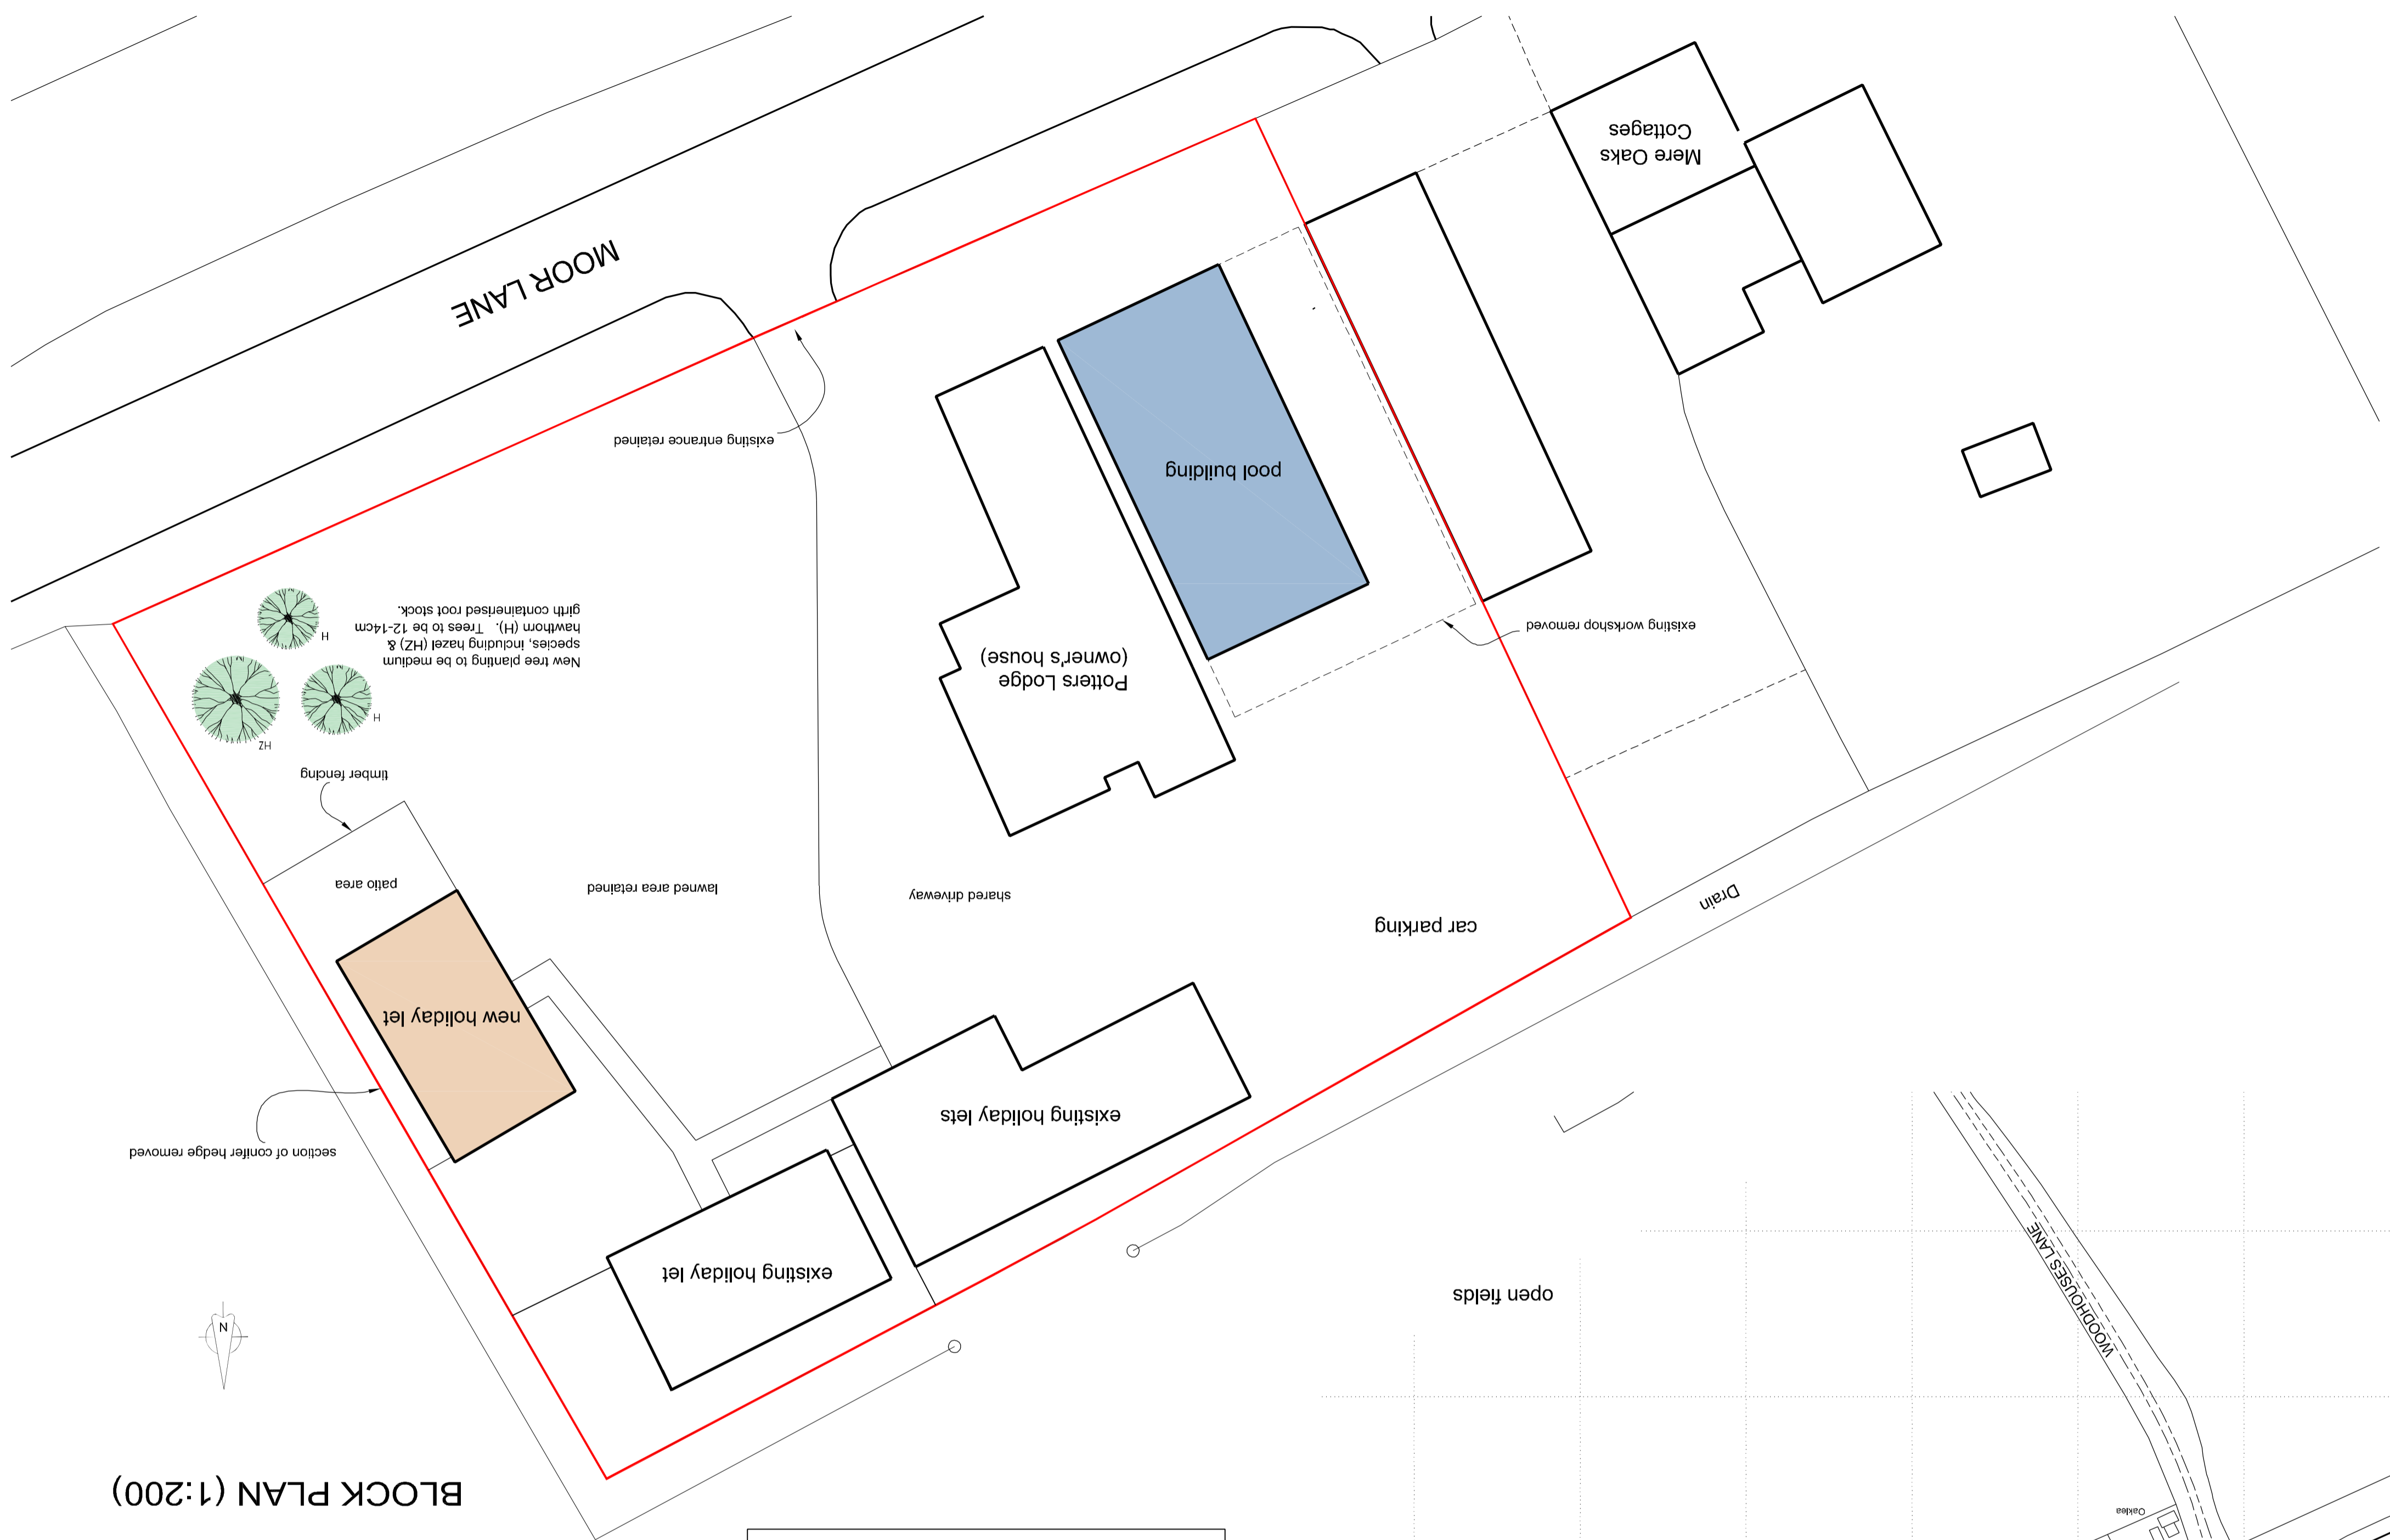 BLOCK PLAN (1:200)
N
Oaklea
WOODHOUSES LANE
open fields
existing holiday let
existing holiday lets
section of conifer hedge removed
new holiday let
patio area
timber fencing
lawned area retained
shared driveway
car parking
Drain
HZ
H
H
New tree planting to be medium
species, including hazel (HZ) &
hawthorn (H). Trees to be 12-14cm
girth containerised root stock.
Potters Lodge
(owner's house)
existing workshop removed
pool building
existing entrance retained
MOOR LANE
Mere Oaks
Cottages